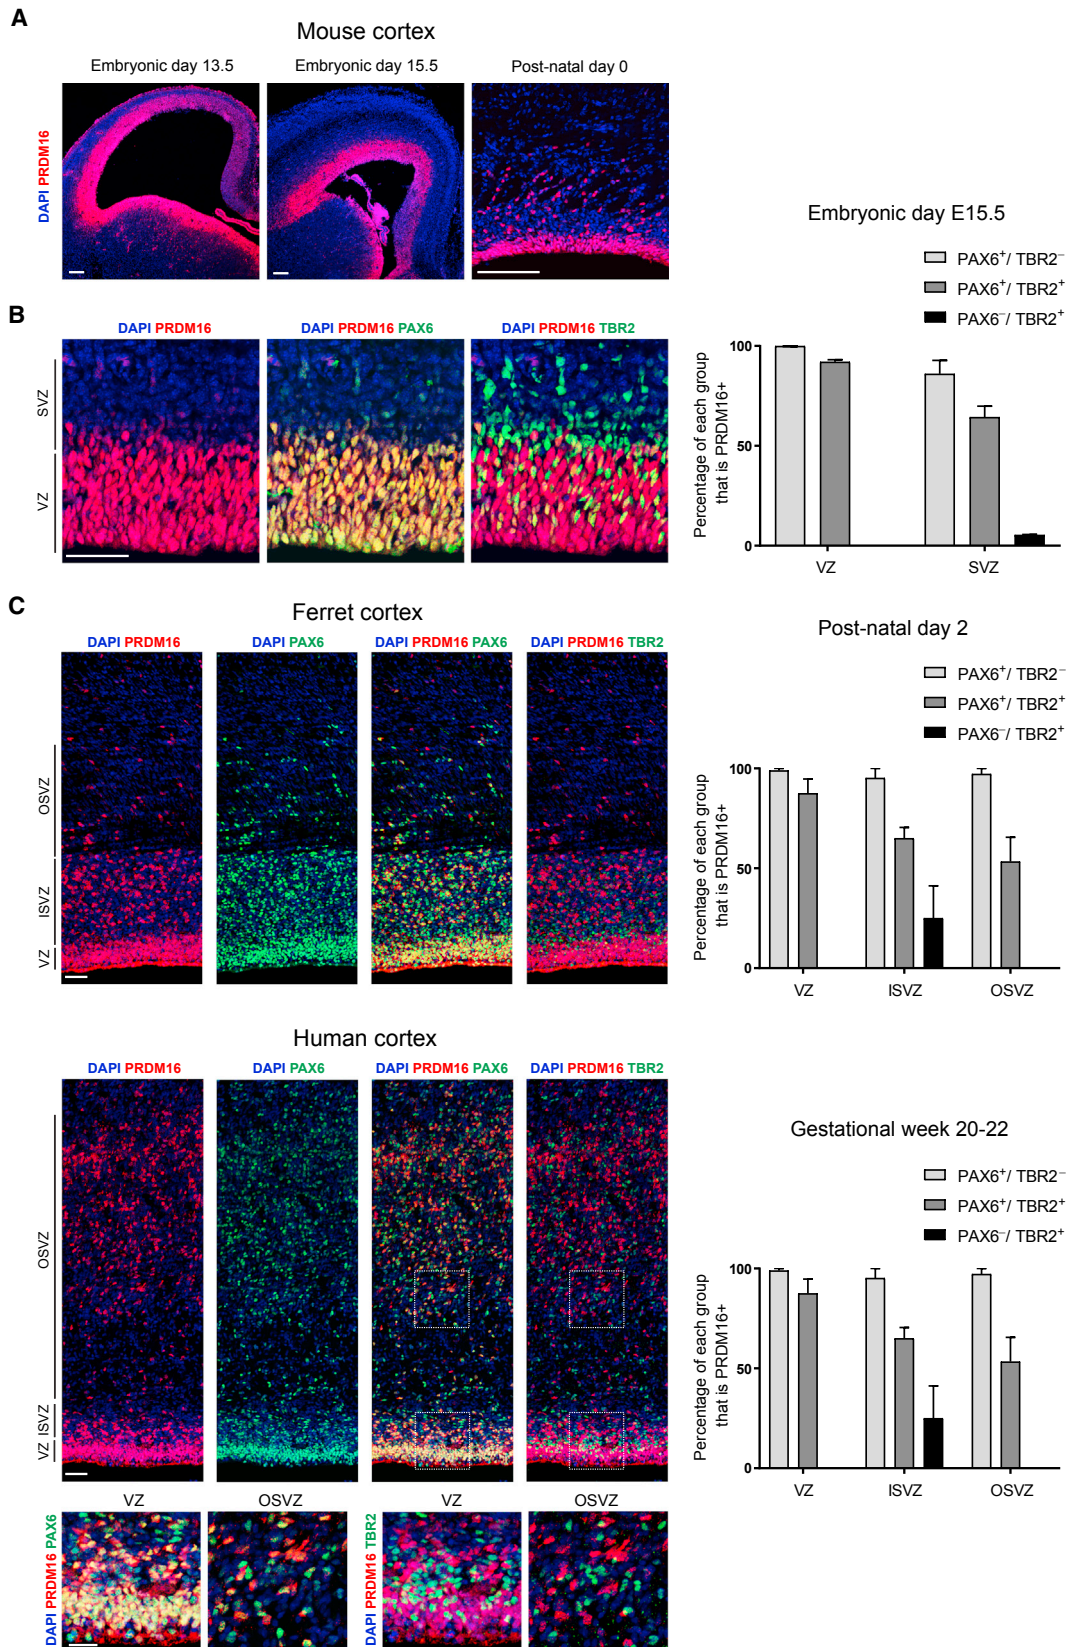 A
Mouse cortex
Embryonic day 13.5
Embryonic day 15.5
Post-natal day 0
DAPI PRDM16
B
DAPI PRDM16
DAPI PRDM16 PAX6
DAPI PRDM16 TBR2
SVZ
VZ
Embryonic day E15.5
PAX6⁺/ TBR2⁻
PAX6⁺/ TBR2⁺
PAX6⁻/ TBR2⁺
Percentage of each group
that is PRDM16+
100
50
0
VZ
SVZ
C
Ferret cortex
DAPI PRDM16
DAPI PAX6
DAPI PRDM16 PAX6
DAPI PRDM16 TBR2
OSVZ
ISVZ
VZ
Post-natal day 2
PAX6⁺/ TBR2⁻
PAX6⁺/ TBR2⁺
PAX6⁻/ TBR2⁺
Percentage of each group
that is PRDM16+
100
50
0
VZ
ISVZ
OSVZ
Human cortex
DAPI PRDM16
DAPI PAX6
DAPI PRDM16 PAX6
DAPI PRDM16 TBR2
OSVZ
ISVZ
VZ
Gestational week 20-22
PAX6⁺/ TBR2⁻
PAX6⁺/ TBR2⁺
PAX6⁻/ TBR2⁺
Percentage of each group
that is PRDM16+
100
50
0
VZ
ISVZ
OSVZ
VZ
OSVZ
VZ
OSVZ
DAPI PRDM16 PAX6
DAPI PRDM16 TBR2